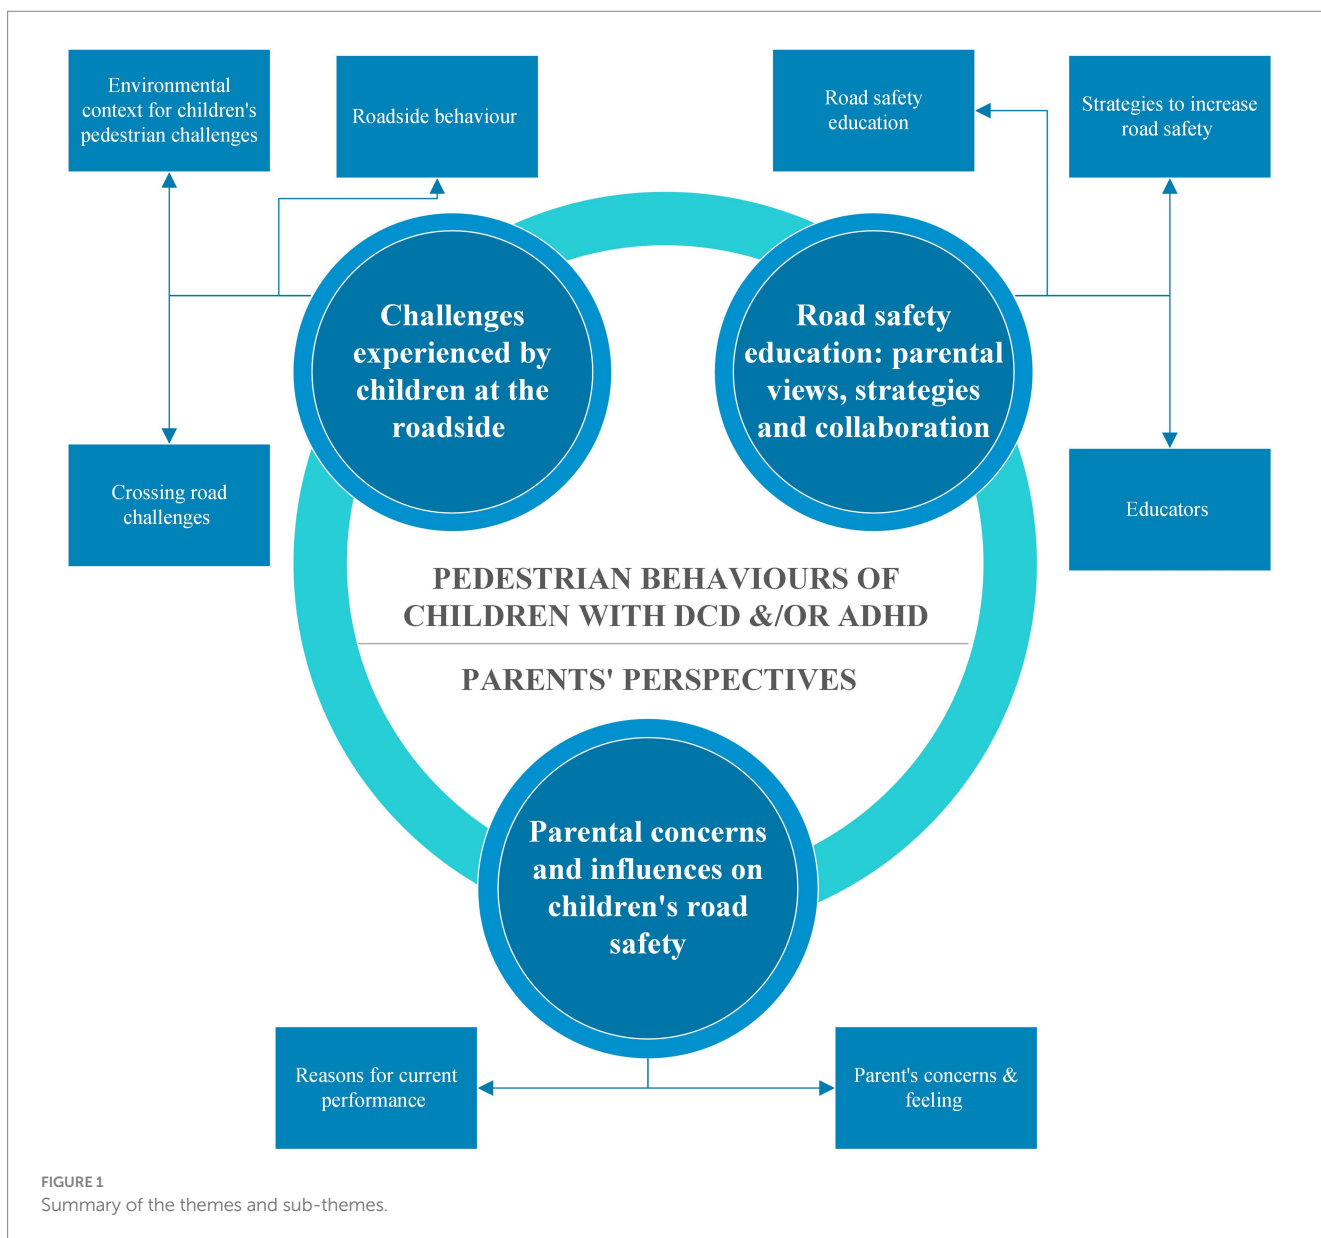 Environmental
context for children's
pedestrian challenges
Roadside behaviour
Road safety
education
Strategies to increase
road safety
Challenges
experienced by
children at the
roadside
Road safety
education: parental
views, strategies
and collaboration
Crossing road
challenges
Educators
PEDESTRIAN BEHAVIOURS OF
CHILDREN WITH DCD &/OR ADHD
PARENTS' PERSPECTIVES
Parental concerns
and influences on
children's road
safety
Reasons for current
performance
Parent's concerns &
feeling
FIGURE 1
Summary of the themes and sub-themes.